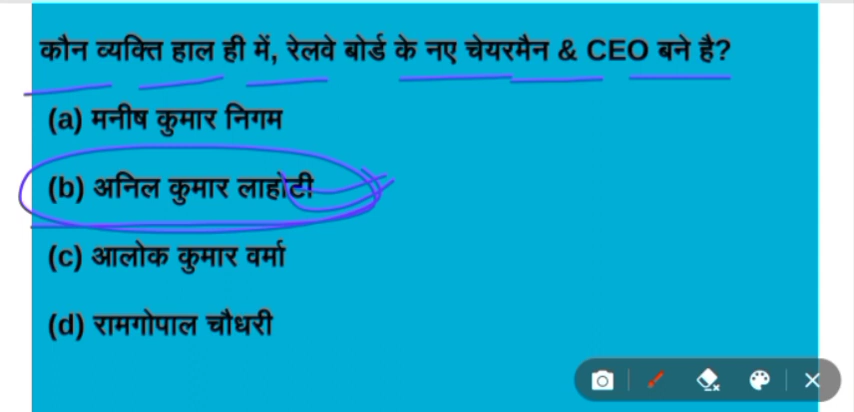 कौन व्यक्ति हाल ही में, रेलवे बोर्ड के नए चेयरमैन & CEO बने है?
(a) मनीष कुमार निगम
(b) अनिल कुमार लाहोटी
(c) आलोक कुमार वर्मा
(d) रामगोपाल चौधरी